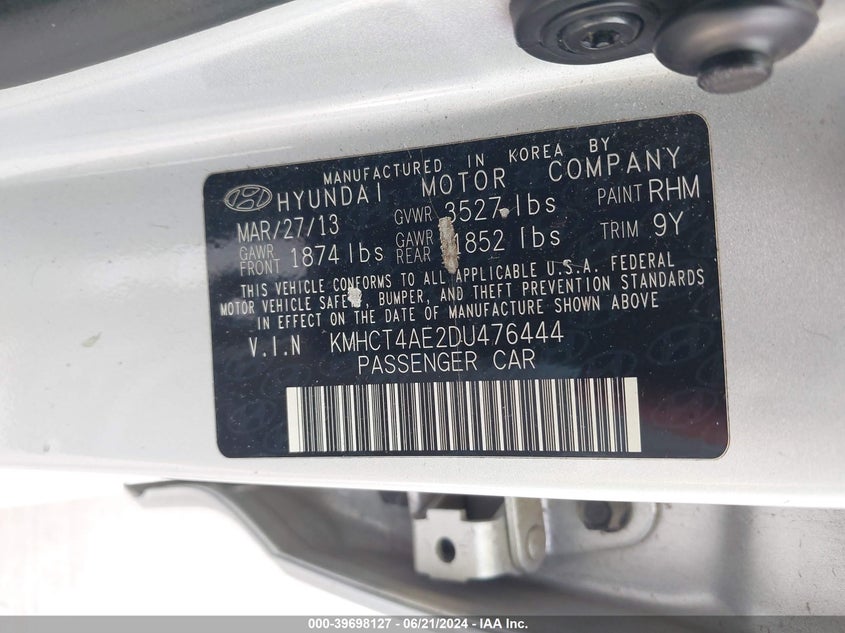 MANUFACTURED IN KOREA BY
HYUNDAI MOTOR COMPANY
MAR/27/13 GVWR 3527 lbs PAINT RHM
GAWR FRONT 1874 lbs GAWR REAR 1852 lbs TRIM 9Y
THIS VEHICLE CONFORMS TO ALL APPLICABLE U.S.A. FEDERAL
MOTOR VEHICLE SAFETY, BUMPER, AND THEFT PREVENTION STANDARDS
IN EFFECT ON THE DATE OF MANUFACTURE SHOWN ABOVE
V.I.N KMHCT4AE2DU476444
PASSENGER CAR
000-39698127 - 06/21/2024 - IAA Inc.